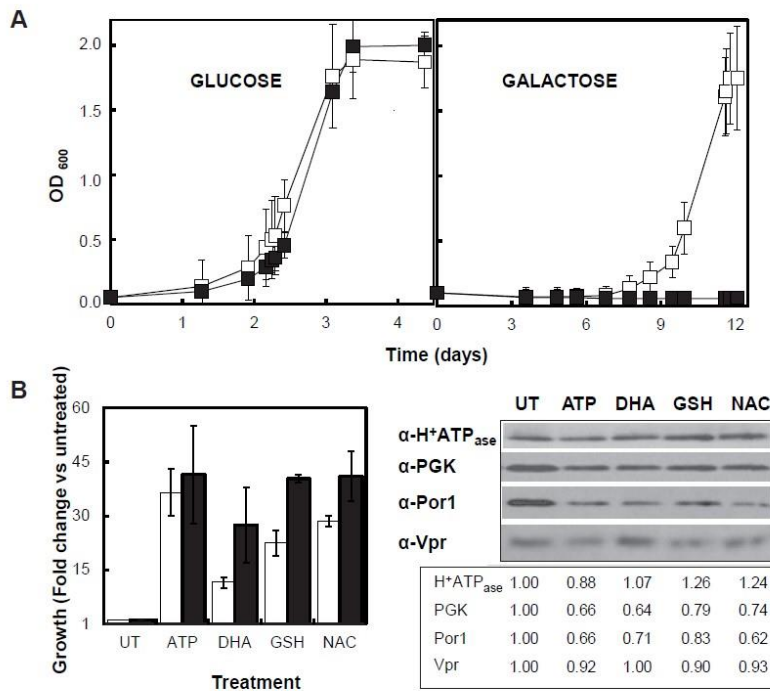 A
GLUCOSE
GALACTOSE
OD 600
2.0
1.5
1.0
0.5
0.0
0 1 2 3 4 0 3 6 9 12
Time (days)
B
Growth (Fold change vs untreated)
60
45
30
15
1
UT ATP DHA GSH NAC
Treatment
UT ATP DHA GSH NAC
α-H+ATPase
α-PGK
α-Por1
α-Vpr
H+ATPase 1.00 0.88 1.07 1.26 1.24
PGK 1.00 0.66 0.64 0.79 0.74
Por1 1.00 0.66 0.71 0.83 0.62
Vpr 1.00 0.92 1.00 0.90 0.93